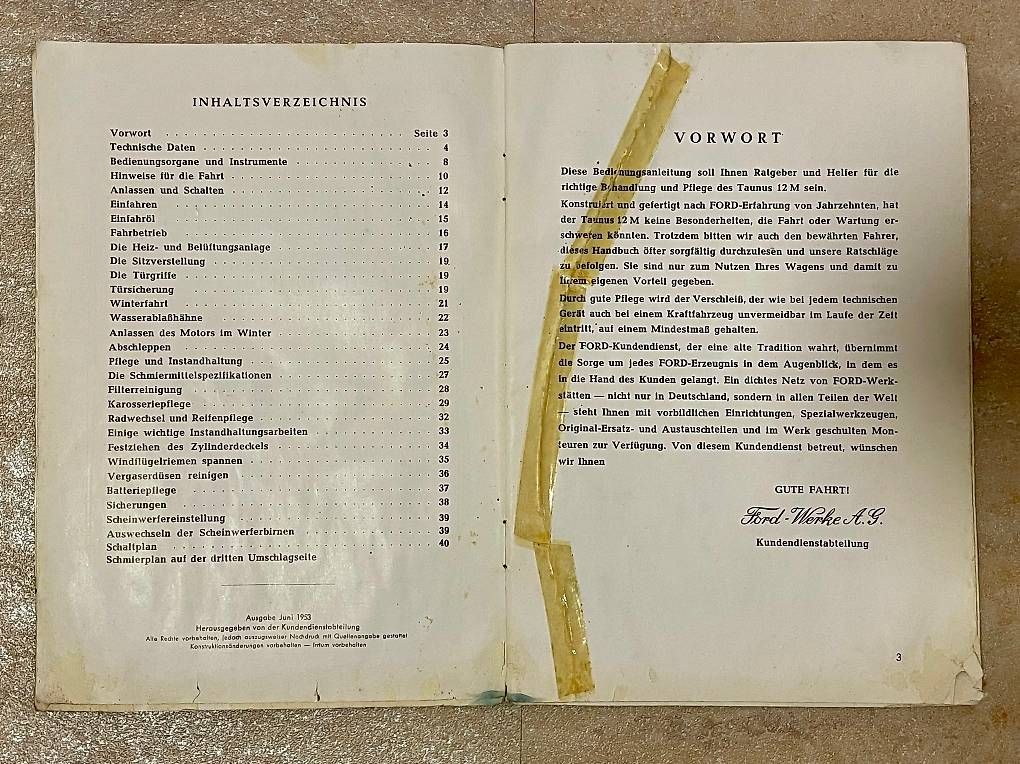 INHALTSVERZEICHNIS
Vorwort . . . . . . . . . . . . . . . . . . . . . . . . Seite 3
Technische Daten . . . . . . . . . . . . . . . . . . . . . . . . 4
Bedienungsorgane und Instrumente . . . . . . . . . . . . . . . 8
Hinweise für die Fahrt . . . . . . . . . . . . . . . . . . . . . 10
Anlassen und Schalten . . . . . . . . . . . . . . . . . . . . . 12
Einfahren . . . . . . . . . . . . . . . . . . . . . . . . . . . 14
Einfahröl . . . . . . . . . . . . . . . . . . . . . . . . . . . 15
Fahrbetrieb . . . . . . . . . . . . . . . . . . . . . . . . . . 16
Die Heiz- und Belüftungsanlage . . . . . . . . . . . . . . . . 17
Die Sitzverstellung . . . . . . . . . . . . . . . . . . . . . . 19
Die Türgriffe . . . . . . . . . . . . . . . . . . . . . . . . . 19
Türsicherung . . . . . . . . . . . . . . . . . . . . . . . . . 19
Winterfahrt . . . . . . . . . . . . . . . . . . . . . . . . . . 21
Wasserablaßhähne . . . . . . . . . . . . . . . . . . . . . . . 22
Anlassen des Motors im Winter . . . . . . . . . . . . . . . . . 23
Abschleppen . . . . . . . . . . . . . . . . . . . . . . . . . . 24
Pflege und Instandhaltung . . . . . . . . . . . . . . . . . . . 25
Die Schmiermittelspezifikationen . . . . . . . . . . . . . . . 27
Filterreinigung . . . . . . . . . . . . . . . . . . . . . . . . 28
Karosseriepflege . . . . . . . . . . . . . . . . . . . . . . . 29
Radwechsel und Reifenpflege . . . . . . . . . . . . . . . . . . 32
Einige wichtige Instandhaltungsarbeiten . . . . . . . . . . . . 33
Festziehen des Zylinderdeckels . . . . . . . . . . . . . . . . 34
Windflügelriemen spannen . . . . . . . . . . . . . . . . . . . 35
Vergaserdüsen reinigen . . . . . . . . . . . . . . . . . . . . 36
Batteriepflege . . . . . . . . . . . . . . . . . . . . . . . . 37
Sicherungen . . . . . . . . . . . . . . . . . . . . . . . . . . 38
Scheinwerfereinstellung . . . . . . . . . . . . . . . . . . . . 39
Auswechseln der Scheinwerferbirnen . . . . . . . . . . . . . . 39
Schaltplan . . . . . . . . . . . . . . . . . . . . . . . . . . 40
Schmierplan auf der dritten Umschlagseite
Ausgabe Juni 1953
Herausgegeben von der Kundendienstabteilung
Alle Rechte vorbehalten, jedoch auszugsweiser Nachdruck mit Quellenangabe gestattet
Konstruktionsänderungen vorbehalten — Irrtum vorbehalten
VORWORT
Diese Bedienungsanleitung soll Ihnen Ratgeber und Helfer für die
richtige Behandlung und Pflege des Taunus 12 M sein.
Konstruiert und gefertigt nach FORD-Erfahrung von Jahrzehnten, hat
der Taunus 12 M keine Besonderheiten, die Fahrt oder Wartung er-
schweren könnten. Trotzdem bitten wir auch den bewährten Fahrer,
dieses Handbuch öfter sorgfältig durchzulesen und unsere Ratschläge
zu befolgen. Sie sind nur zum Nutzen Ihres Wagens und damit zu
Ihrem eigenen Vorteil gegeben.
Durch gute Pflege wird der Verschleiß, der wie bei jedem technischen
Gerät auch bei einem Kraftfahrzeug unvermeidbar im Laufe der Zeit
eintritt, auf einem Mindestmaß gehalten.
Der FORD-Kundendienst, der eine alte Tradition wahrt, übernimmt
die Sorge um jedes FORD-Erzeugnis in dem Augenblick, in dem es
in die Hand des Kunden gelangt. Ein dichtes Netz von FORD-Werk-
stätten — nicht nur in Deutschland, sondern in allen Teilen der Welt
— steht Ihnen mit vorbildlichen Einrichtungen, Spezialwerkzeugen,
Original-Ersatz- und Austauschteilen und im Werk geschulten Mon-
teuren zur Verfügung. Von diesem Kundendienst betreut, wünschen
wir Ihnen
GUTE FAHRT!
Ford-Werke A.G.
Kundendienstabteilung
3